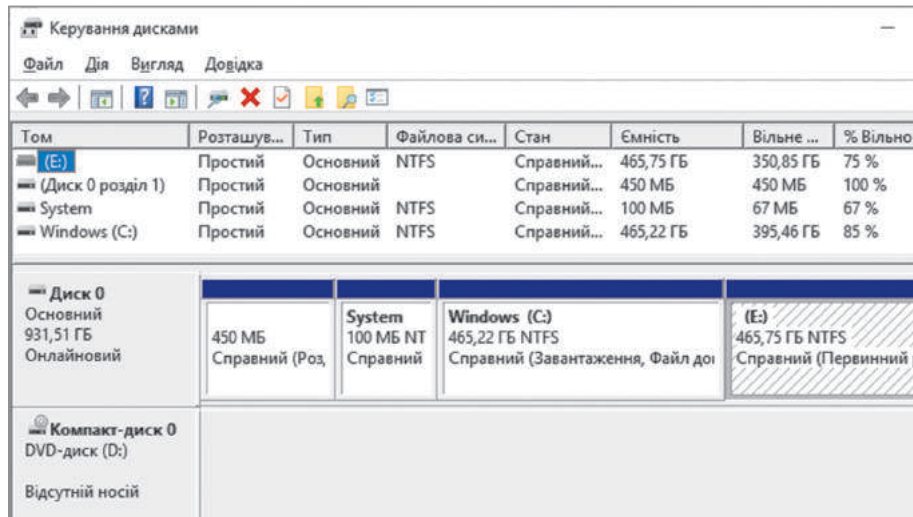 Керування дисками
Файл Дія Вигляд Довідка
Том Розташув... Тип Файлова си... Стан Ємність Вільне ... % Вільно
(E:) Простий Основний NTFS Справний... 465,75 ГБ 350,85 ГБ 75 %
(Диск 0 розділ 1) Простий Основний Справний... 450 МБ 450 МБ 100 %
System Простий Основний NTFS Справний... 100 МБ 67 МБ 67 %
Windows (C:) Простий Основний NTFS Справний... 465,22 ГБ 395,46 ГБ 85 %
Диск 0
Основний
931,51 ГБ
Онлайновий
450 МБ
Справний (Роз,
System
100 МБ NT
Справний
Windows (C:)
465,22 ГБ NTFS
Справний (Завантаження, Файл дог
(E:)
465,75 ГБ NTFS
Справний (Первинний
Компакт-диск 0
DVD-диск (D:)
Відсутній носій